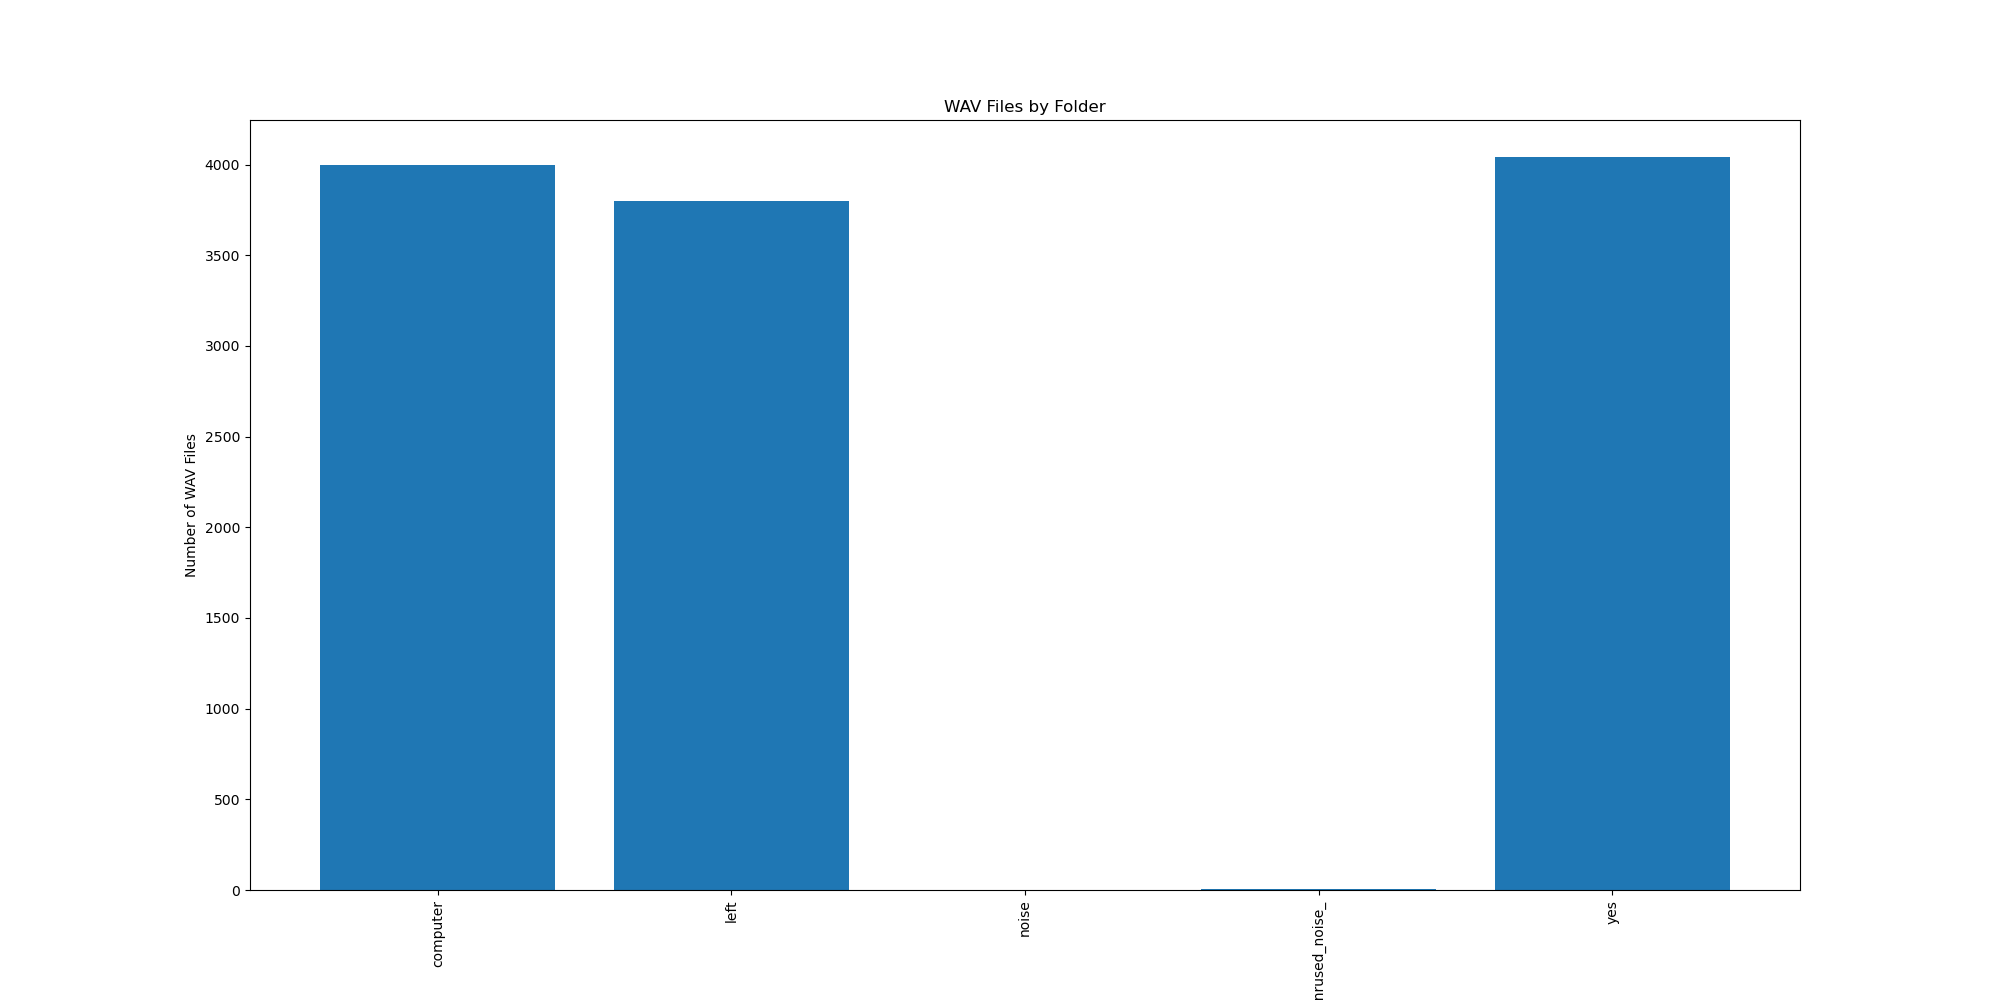 WAV Files by Folder
Number of WAV Files
4000
3500
3000
2500
2000
1500
1000
500
0
computer
left
noise
nrused_noise_
yes